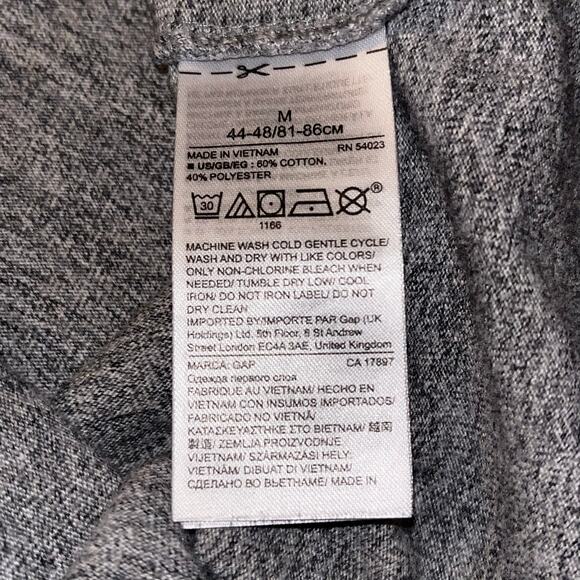 M
44-48/81-86CM
MADE IN VIETNAM RN 54023
■ US/GB/EG : 60% COTTON,
40% POLYESTER
30
®
1166
MACHINE WASH COLD GENTLE CYCLE/
WASH AND DRY WITH LIKE COLORS/
ONLY NON-CHLORINE BLEACH WHEN
NEEDED/ TUMBLE DRY LOW/ COOL
IRON/ DO NOT IRON LABEL/ DO NOT
DRY CLEAN
IMPORTED BY/IMPORTE PAR Gap (UK
Holdings) Ltd, 5th Floor, 8 St Andrew
Street London EC4A 3AE, United Kingdom
MARCA: GAP CA 17897
Одежда первого слоя
FABRIQUE AU VIETNAM/ HECHO EN
VIETNAM CON INSUMOS IMPORTADOS/
FABRICADO NO VIETNÃ/
ΚΑΤΑΣΚΕΥΑΣΤΗΚΕ ΣΤΟ ΒΙΕΤΝΑΜ/ 越南
製造/ ZEMLJA PROIZVODNJE
VIJETNAM/ SZÁRMAZÁSI HELY:
VIETNÁM/ DIBUAT DI VIETNAM/
СДЕЛАНО ВО ВЬЕТНАМЕ/ MADE IN